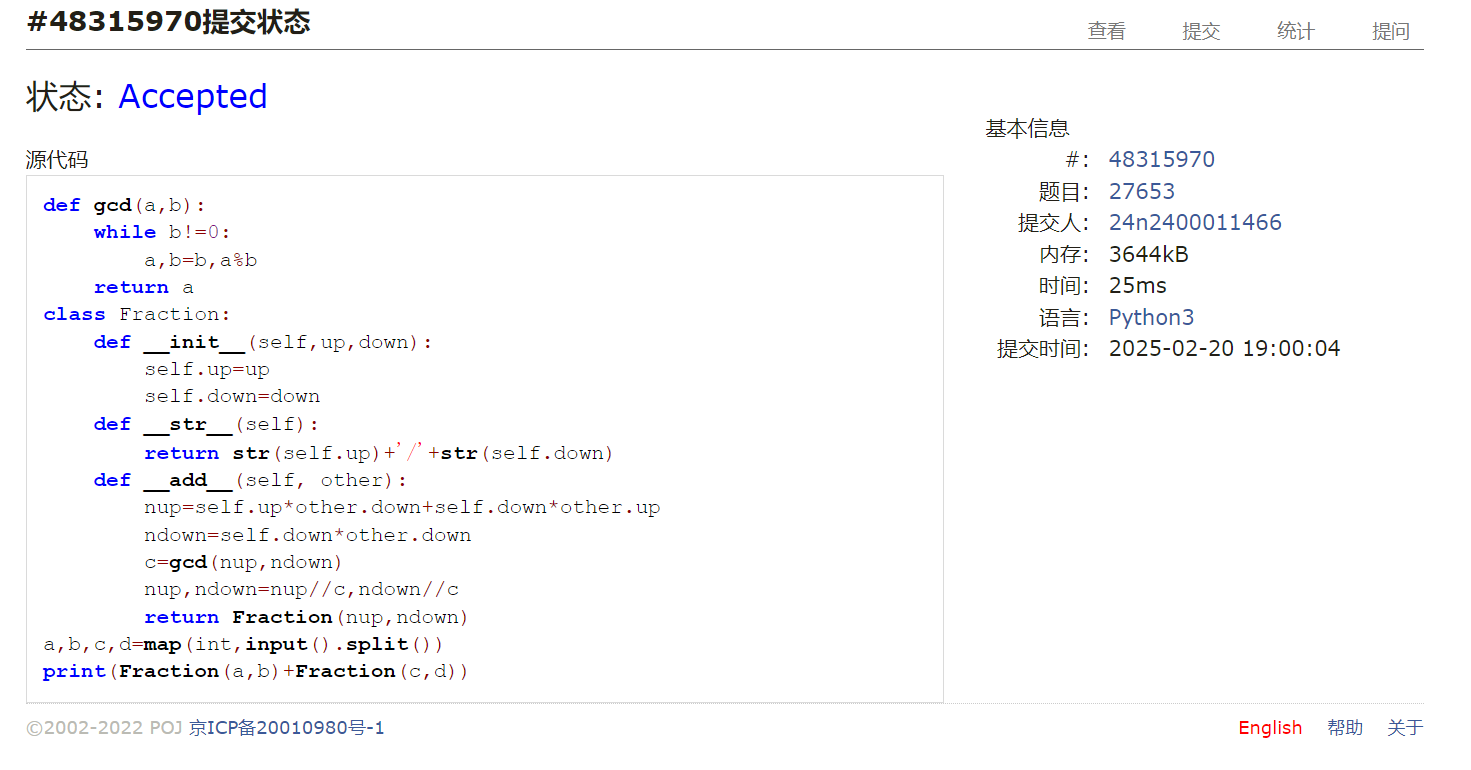 #48315970提交状态
查看 提交 统计 提问
状态: Accepted
源代码
def gcd(a,b):
    while b!=0:
        a,b=b,a%b
    return a
class Fraction:
    def __init__(self,up,down):
        self.up=up
        self.down=down
    def __str__(self):
        return str(self.up)+'/'+str(self.down)
    def __add__(self, other):
        nup=self.up*other.down+self.down*other.up
        ndown=self.down*other.down
        c=gcd(nup,ndown)
        nup,ndown=nup//c,ndown//c
        return Fraction(nup,ndown)
a,b,c,d=map(int,input().split())
print(Fraction(a,b)+Fraction(c,d))
基本信息
#: 48315970
题目: 27653
提交人: 24n2400011466
内存: 3644kB
时间: 25ms
语言: Python3
提交时间: 2025-02-20 19:00:04
©2002-2022 POJ 京ICP备20010980号-1
English 帮助 关于